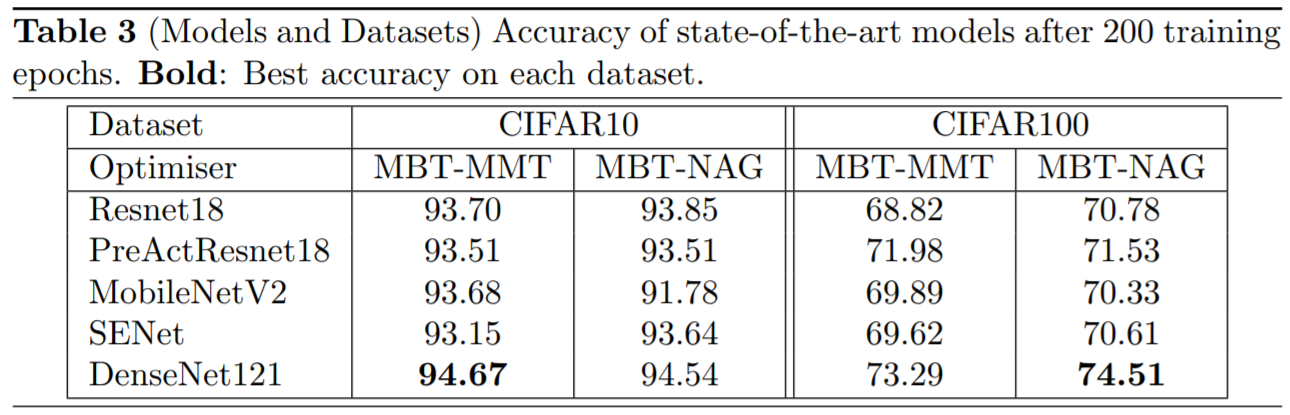 Table 3 (Models and Datasets) Accuracy of state-of-the-art models after 200 training
epochs. Bold: Best accuracy on each dataset.
Dataset CIFAR10 CIFAR100
Optimiser MBT-MMT MBT-NAG MBT-MMT MBT-NAG
Resnet18 93.70 93.85 68.82 70.78
PreActResnet18 93.51 93.51 71.98 71.53
MobileNetV2 93.68 91.78 69.89 70.33
SENet 93.15 93.64 69.62 70.61
DenseNet121 94.67 94.54 73.29 74.51